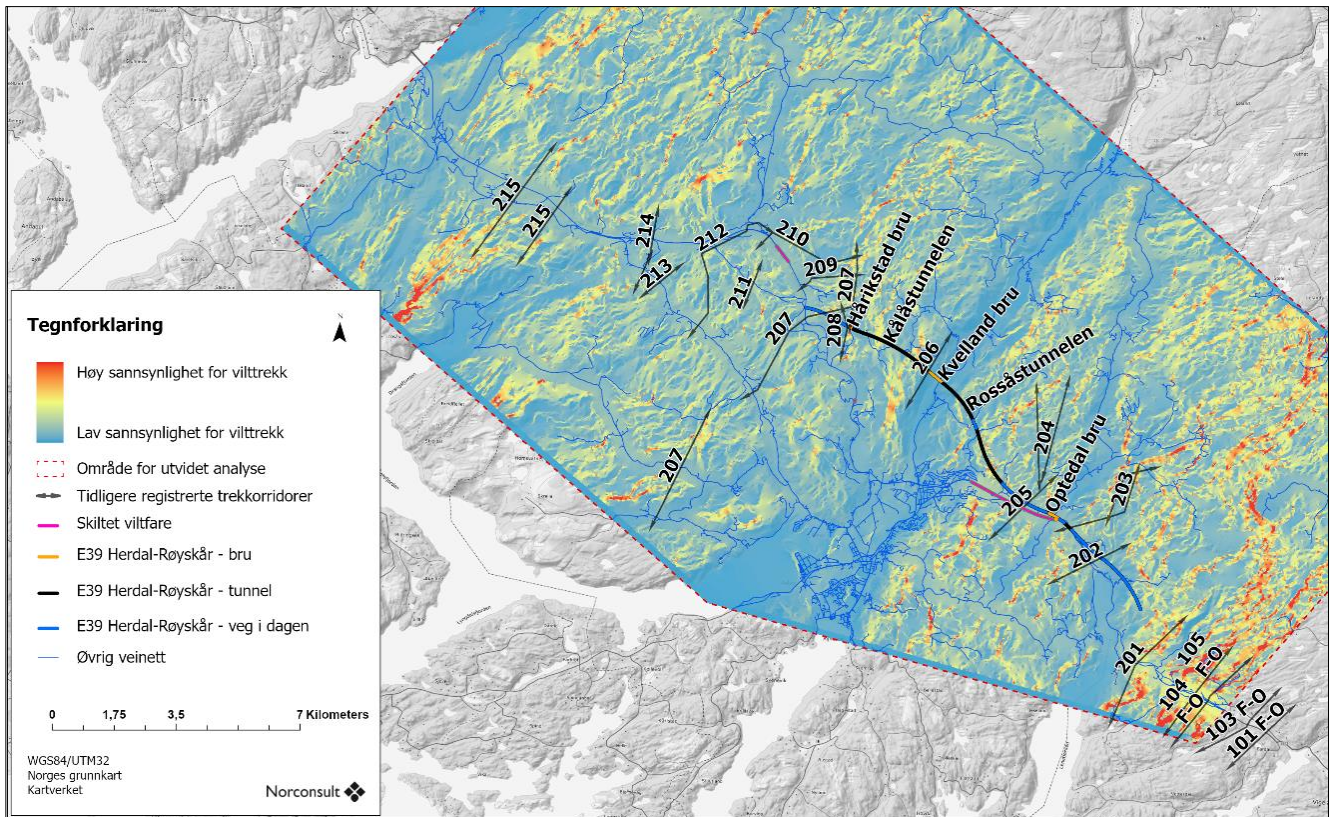 215
215
214
213
212
211
210
209
207
208
207
207
Hårikstad bru
Kålåstunnelen
206
Kvelland bru
Rossåstunnelen
204
205
Optedal bru
203
202
201
105
F-O
104
F-O
103 F-O
101 F-O
Tegnforklaring
N
Høy sannsynlighet for vilttrekk
Lav sannsynlighet for vilttrekk
Område for utvidet analyse
Tidligere registrerte trekkorridorer
Skiltet viltfare
E39 Herdal-Røyskår - bru
E39 Herdal-Røyskår - tunnel
E39 Herdal-Røyskår - veg i dagen
Øvrig veinett
0 1,75 3,5 7 Kilometers
WGS84/UTM32
Norges grunnkart
Kartverket
Norconsult